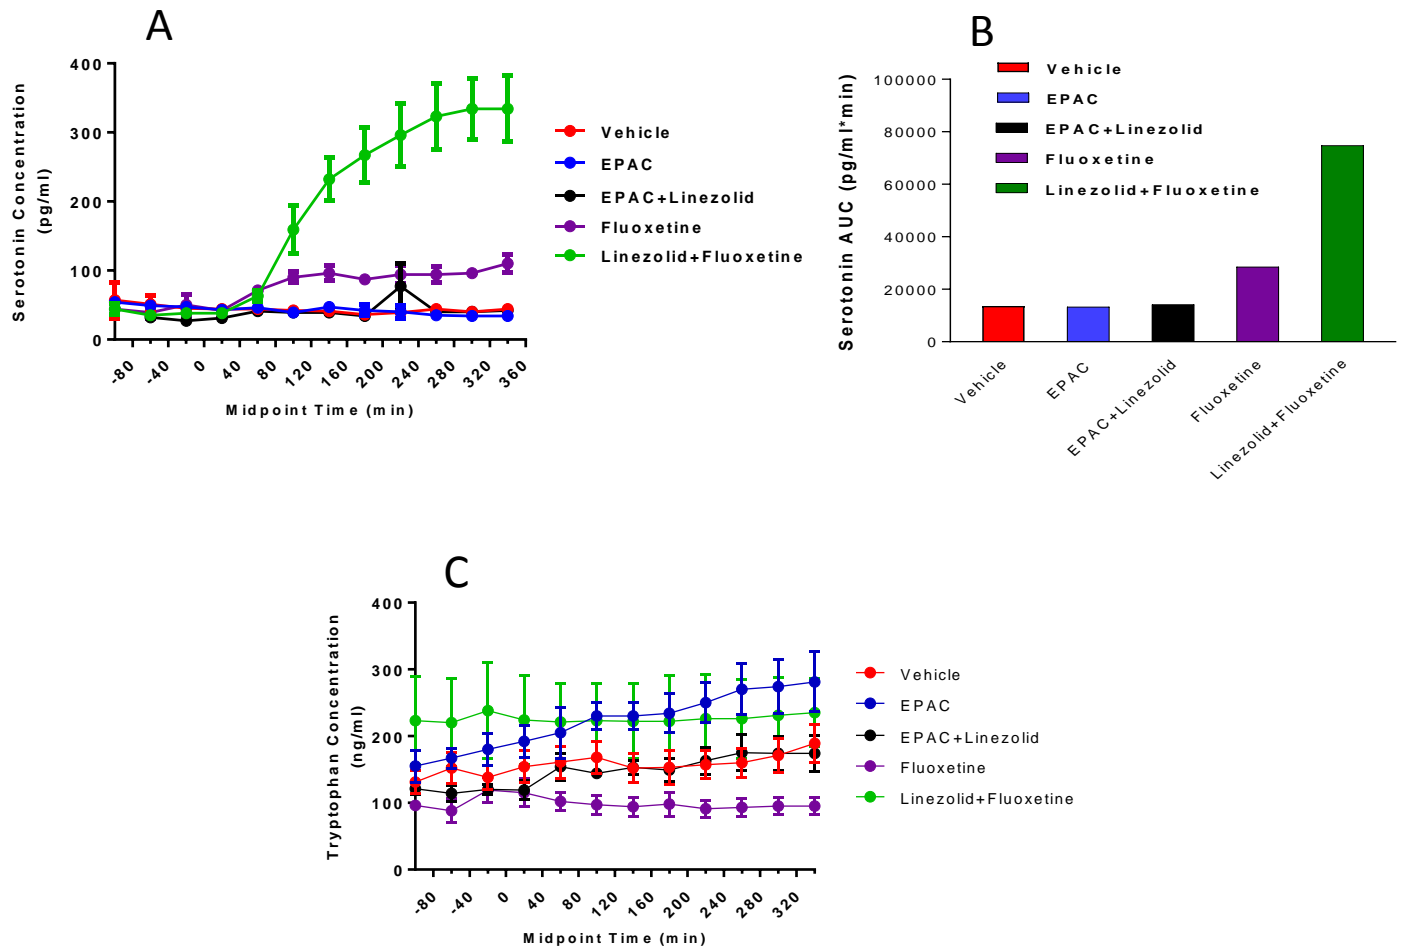 A
Serotonin Concentration
(pg/ml)
400
300
200
100
0
-80
-40
0
40
80
120
160
200
240
280
320
360
Midpoint Time (min)
Vehicle
EPAC
EPAC+Linezolid
Fluoxetine
Linezolid+Fluoxetine
B
Serotonin AUC (pg/ml*min)
100000
80000
60000
40000
20000
0
Vehicle
EPAC
EPAC+Linezolid
Fluoxetine
Linezolid+Fluoxetine
Vehicle
EPAC
EPAC+Linezolid
Fluoxetine
Linezolid+Fluoxetine
C
Tryptophan Concentration
(ng/ml)
400
300
200
100
0
-80
-40
0
40
80
120
160
200
240
280
320
Midpoint Time (min)
Vehicle
EPAC
EPAC+Linezolid
Fluoxetine
Linezolid+Fluoxetine